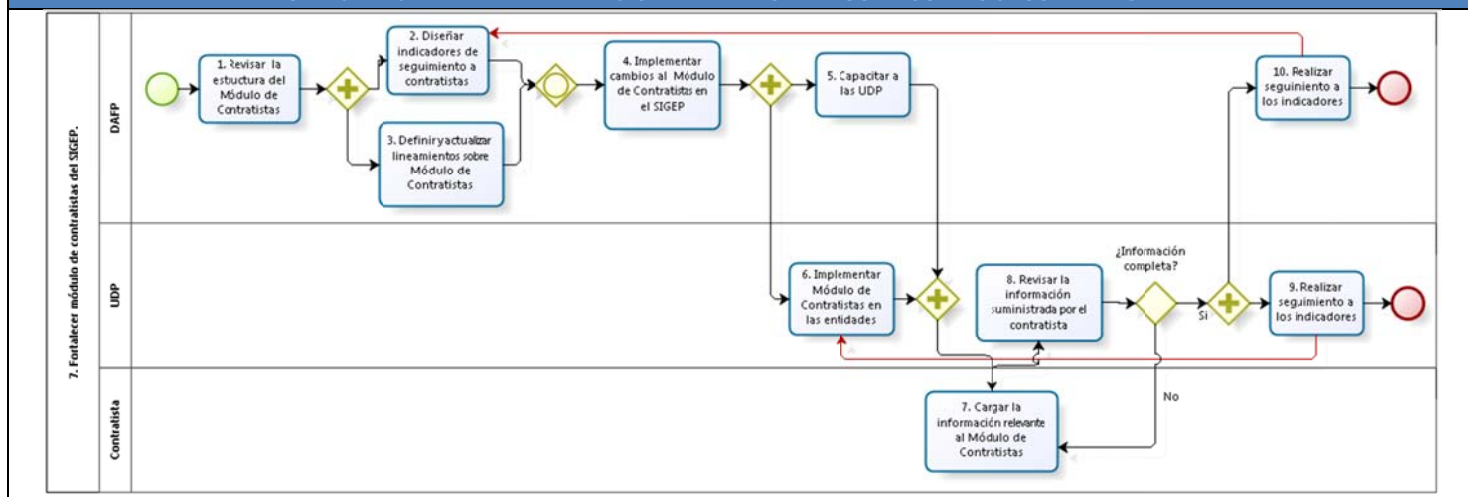 7. Fortalecer módulo de contratistas del SIGEP.
DAFP
1. Revisar la
estuctura del
Módulo de
Contratistas
2. Diseñar
indicadores de
seguimiento a
contratistas
3. Definir y actualizar
lineamientos sobre
Módulo de
Contratistas
4. Implementar
cambios al Módulo
de Contratistas en
el SIGEP
5. Capacitar a
las UDP
10. Realizar
seguiniento a
los indicadores
UDP
6. Implementar
Módulo de
Contratistas en
las entidades
8. Revisar la
información
suministrada por el
contratista
¿Información
completa?
Si
9. Realizar
seguimiento a
los indicadores
No
Contratista
7. Cargar la
información relevante
al Módulo de
Contratistas